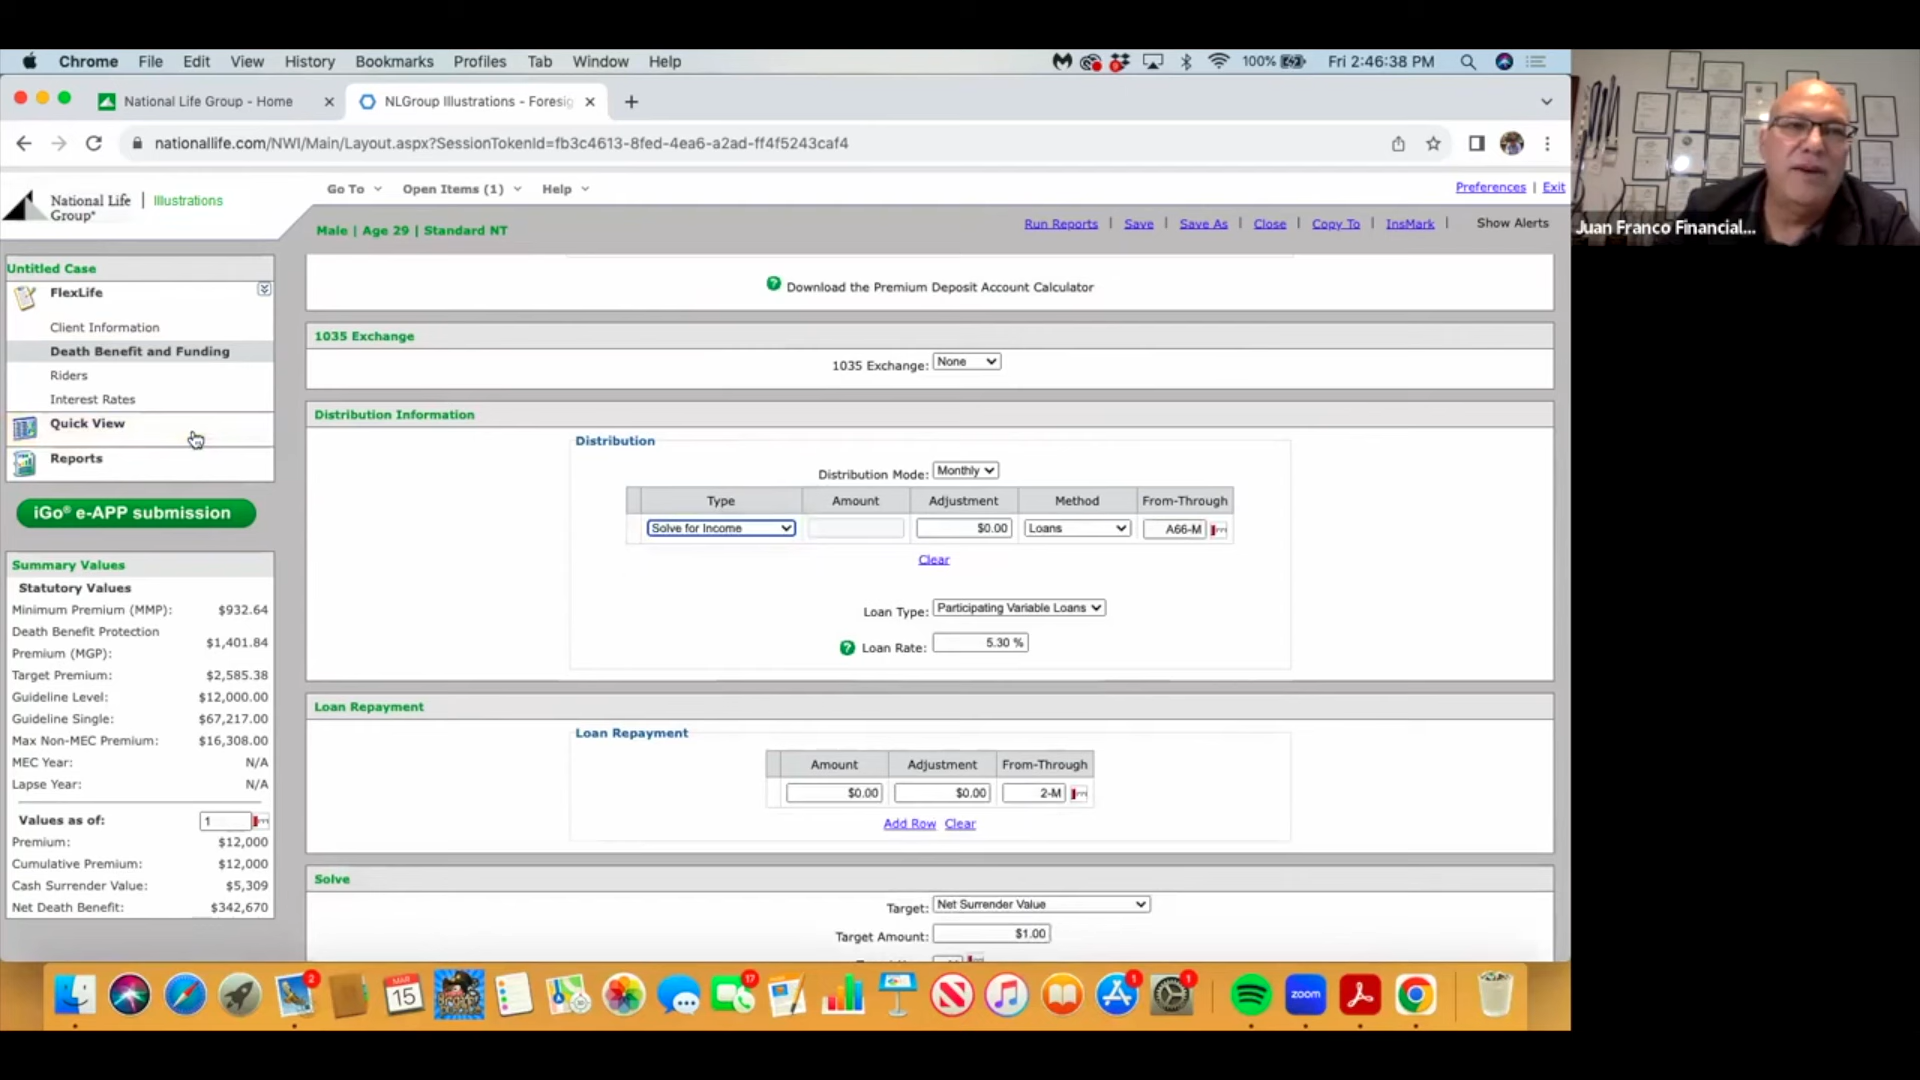 Chrome File Edit View History Bookmarks Profiles Tab Window Help 100% Fri 2:46:38 PM
National Life Group - Home
NLGroup Illustrations - Foresig
nationallife.com/NWI/Main/Layout.aspx?SessionTokenId=fb3c4613-8fed-4ea6-a2ad-ff4f5243caf4
National Life Group® | Illustrations
Go To Open Items (1) Help
Preferences | Exit
Male | Age 29 | Standard NT
Run Reports | Save | Save As | Close | Copy To | InsMark | Show Alerts
Juan Franco Financial...
Untitled Case
FlexLife
Client Information
Death Benefit and Funding
Riders
Interest Rates
Quick View
Reports
iGo® e-APP submission
Summary Values
Statutory Values
Minimum Premium (MMP): $932.64
Death Benefit Protection
Premium (MGP): $1,401.84
Target Premium: $2,585.38
Guideline Level: $12,000.00
Guideline Single: $67,217.00
Max Non-MEC Premium: $16,308.00
MEC Year: N/A
Lapse Year: N/A
Values as of: 1
Premium: $12,000
Cumulative Premium: $12,000
Cash Surrender Value: $5,309
Net Death Benefit: $342,670
? Download the Premium Deposit Account Calculator
1035 Exchange
1035 Exchange: None
Distribution Information
Distribution
Distribution Mode: Monthly
Type Amount Adjustment Method From-Through
Solve for Income $0.00 Loans A66-M
Clear
Loan Type: Participating Variable Loans
? Loan Rate: 5.30 %
Loan Repayment
Loan Repayment
Amount Adjustment From-Through
$0.00 $0.00 2-M
Add Row Clear
Solve
Target: Net Surrender Value
Target Amount: $1.00
2
MAR
15
17
1
1
zoom